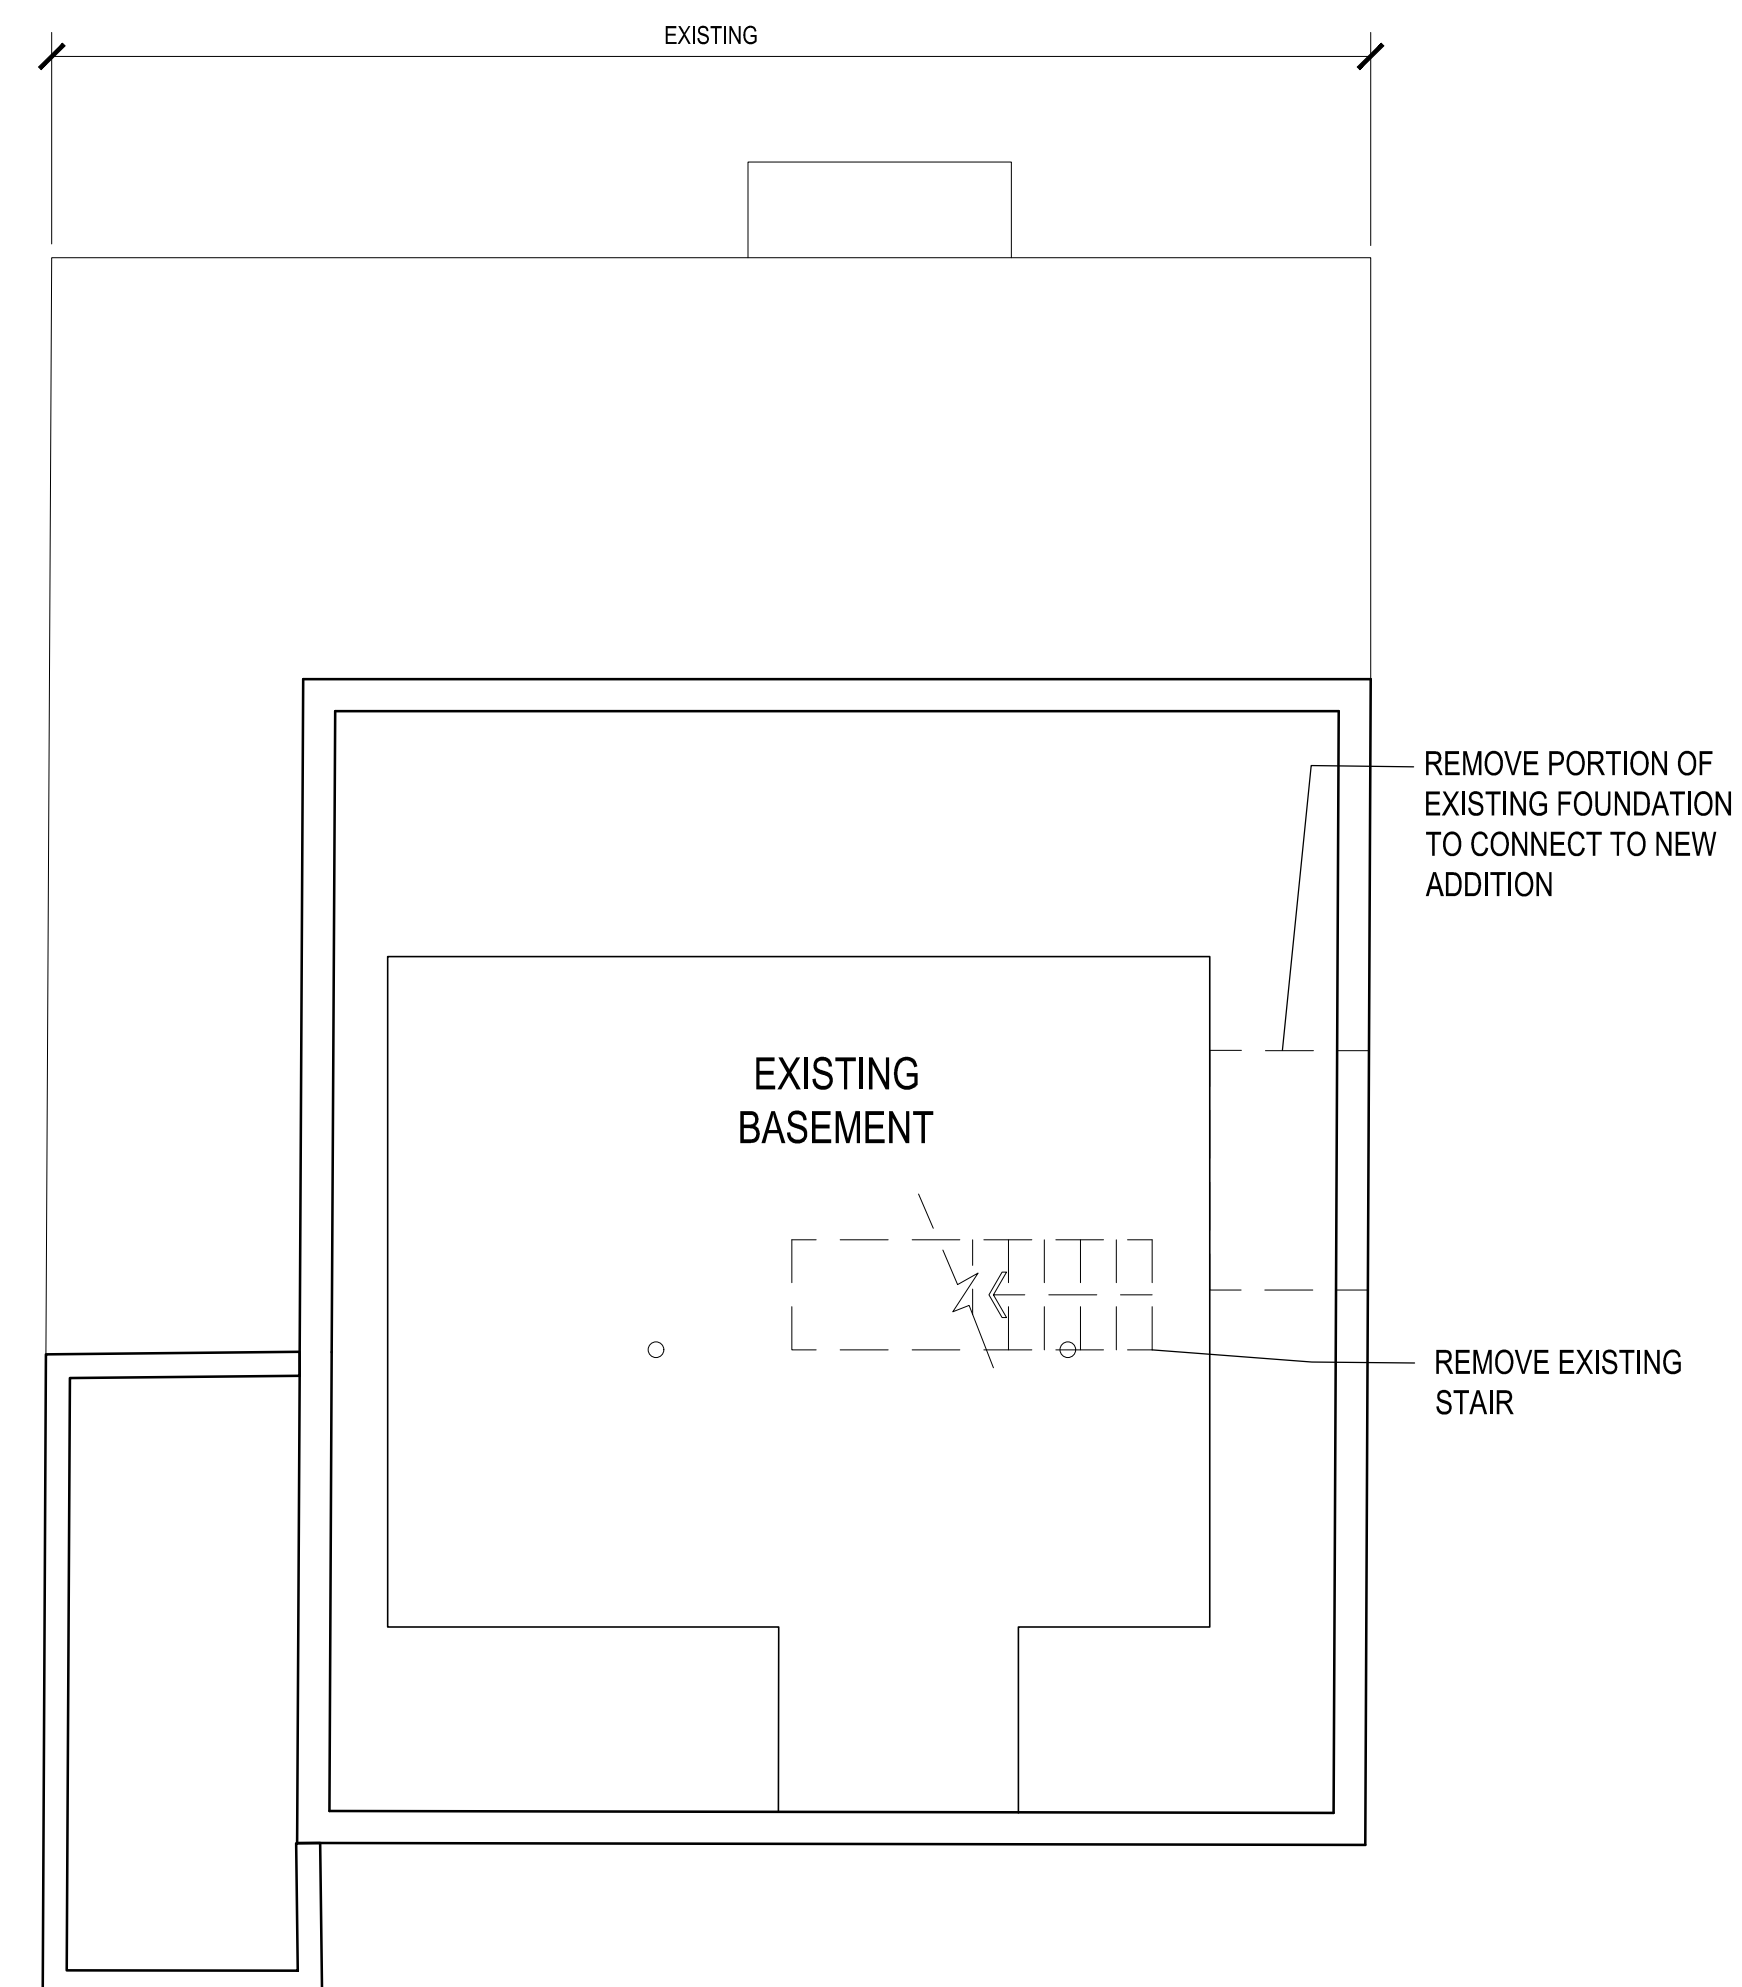 EXISTING
REMOVE PORTION OF
EXISTING FOUNDATION
TO CONNECT TO NEW
ADDITION
EXISTING
BASEMENT
REMOVE EXISTING
STAIR